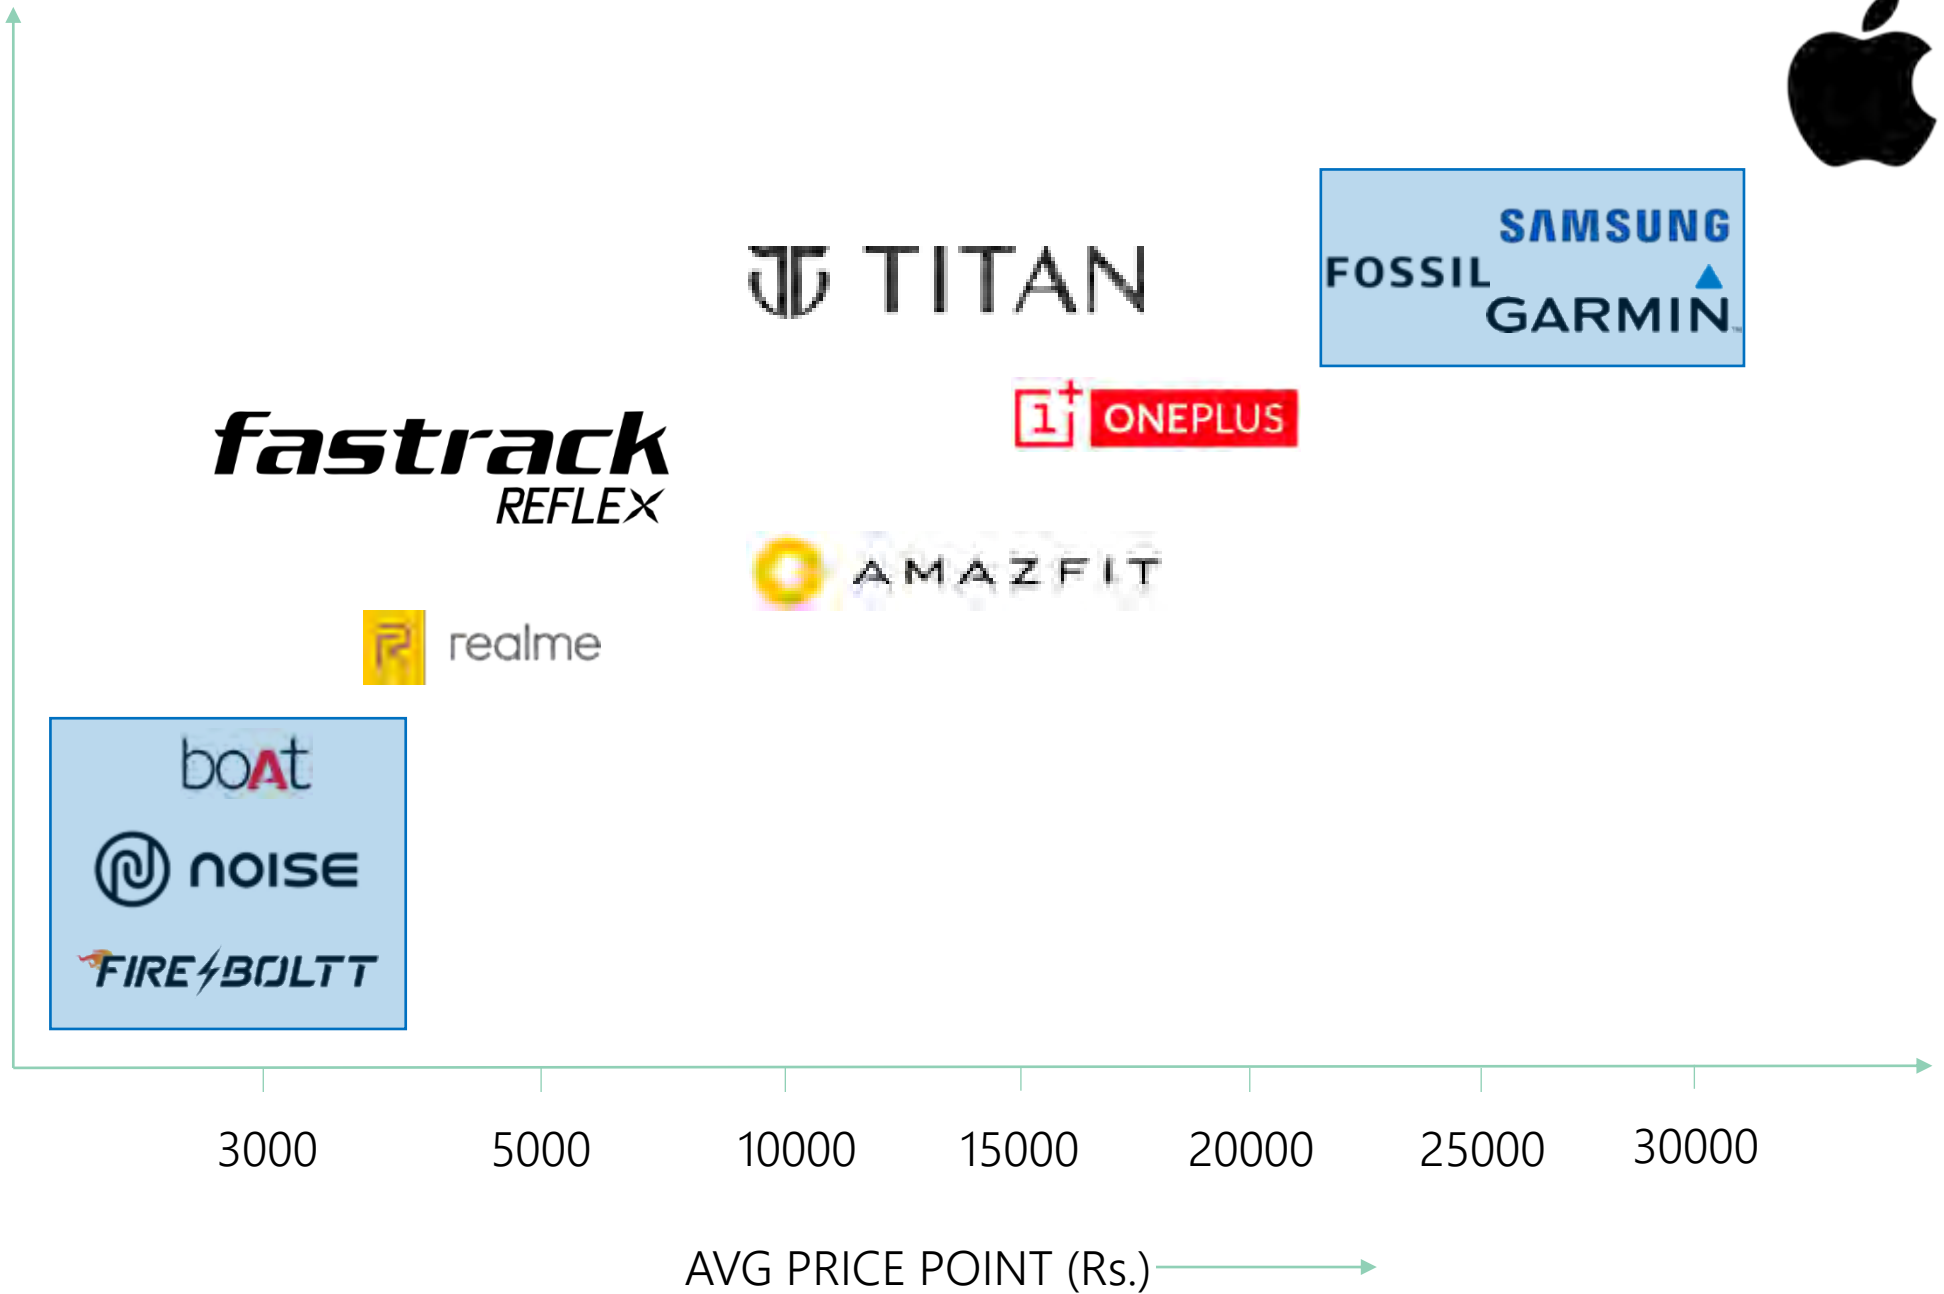 SAMSUNG
FOSSIL
GARMIN™
TITAN
1+ ONEPLUS
fastrack
REFLEX
AMAZFIT
R realme
boAt
NOISE
FIRE BOLTT
3000 5000 10000 15000 20000 25000 30000
AVG PRICE POINT (Rs.)